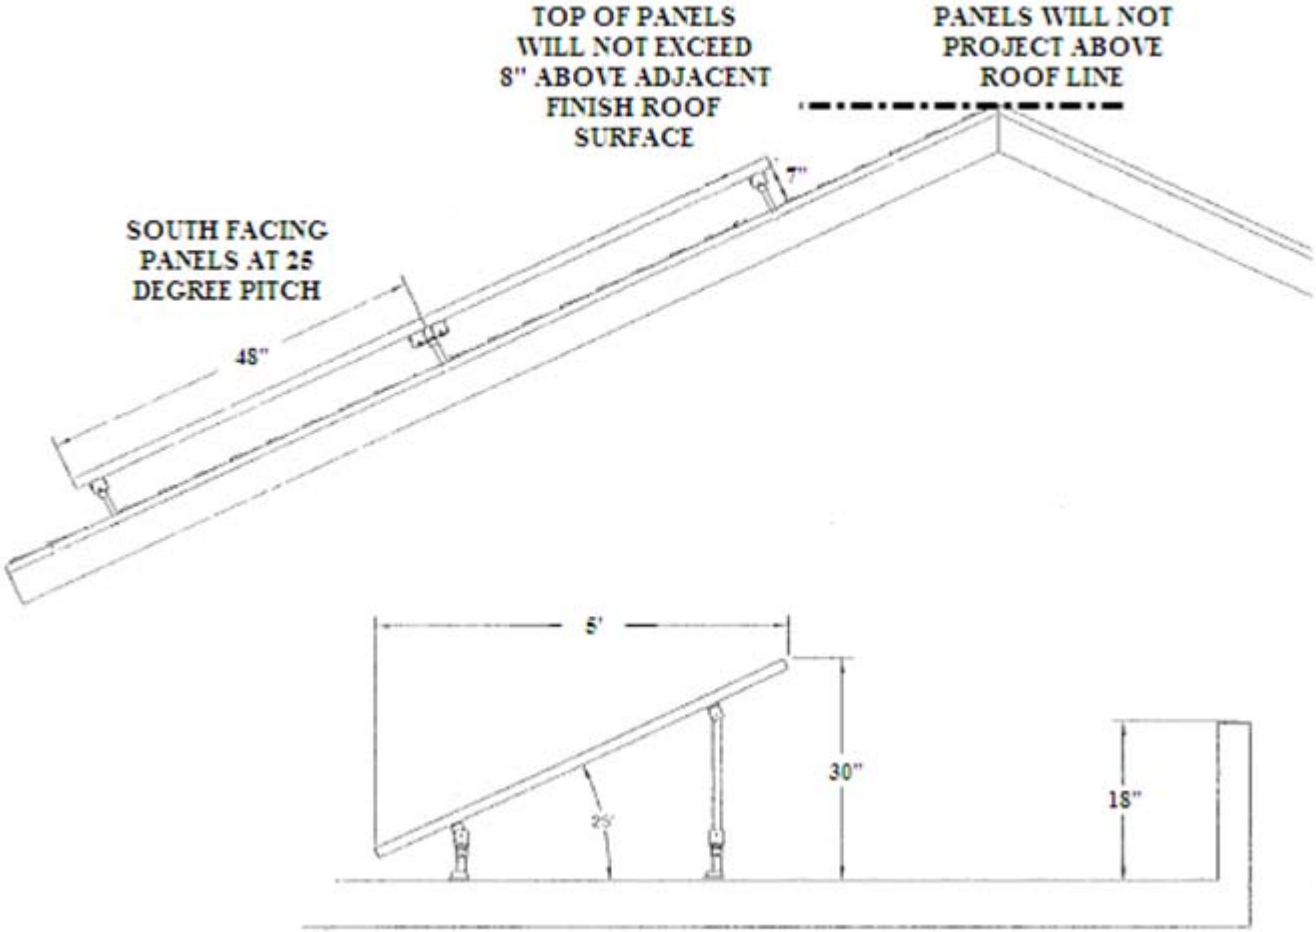 TOP OF PANELS
WILL NOT EXCEED
8" ABOVE ADJACENT
FINISH ROOF
SURFACE
PANELS WILL NOT
PROJECT ABOVE
ROOF LINE
7"
SOUTH FACING
PANELS AT 25
DEGREE PITCH
48"
5'
30"
18"
25°